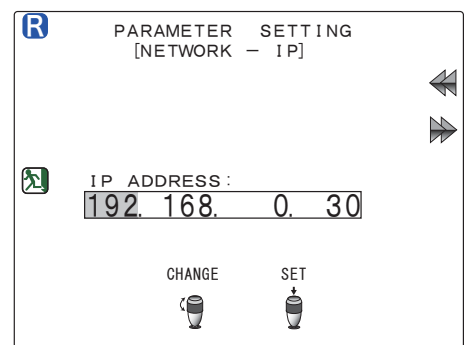 R
PARAMETER SETTING
[NETWORK – IP]
IP ADDRESS:
192. 168. 0. 30
CHANGE SET